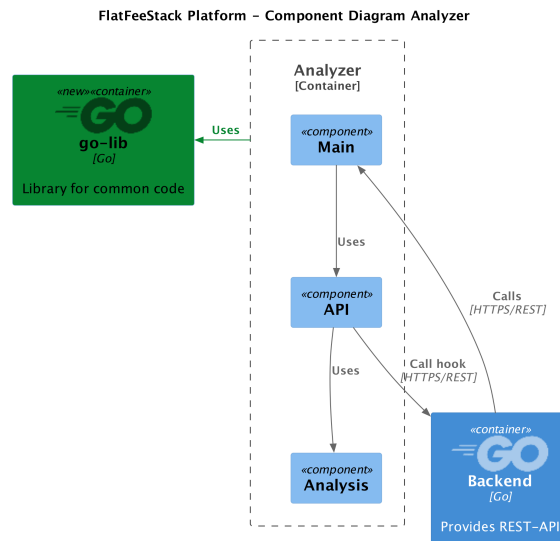 FlatFeeStack Platform - Component Diagram Analyzer
Analyzer
[Container]
«new»«container»
GO
go-lib
[Go]
Library for common code
Uses
«component»
Main
Uses
«component»
API
Calls
[HTTPS/REST]
Uses
Call hook
[HTTPS/REST]
«component»
Analysis
«container»
GO
Backend
[Go]
Provides REST-API